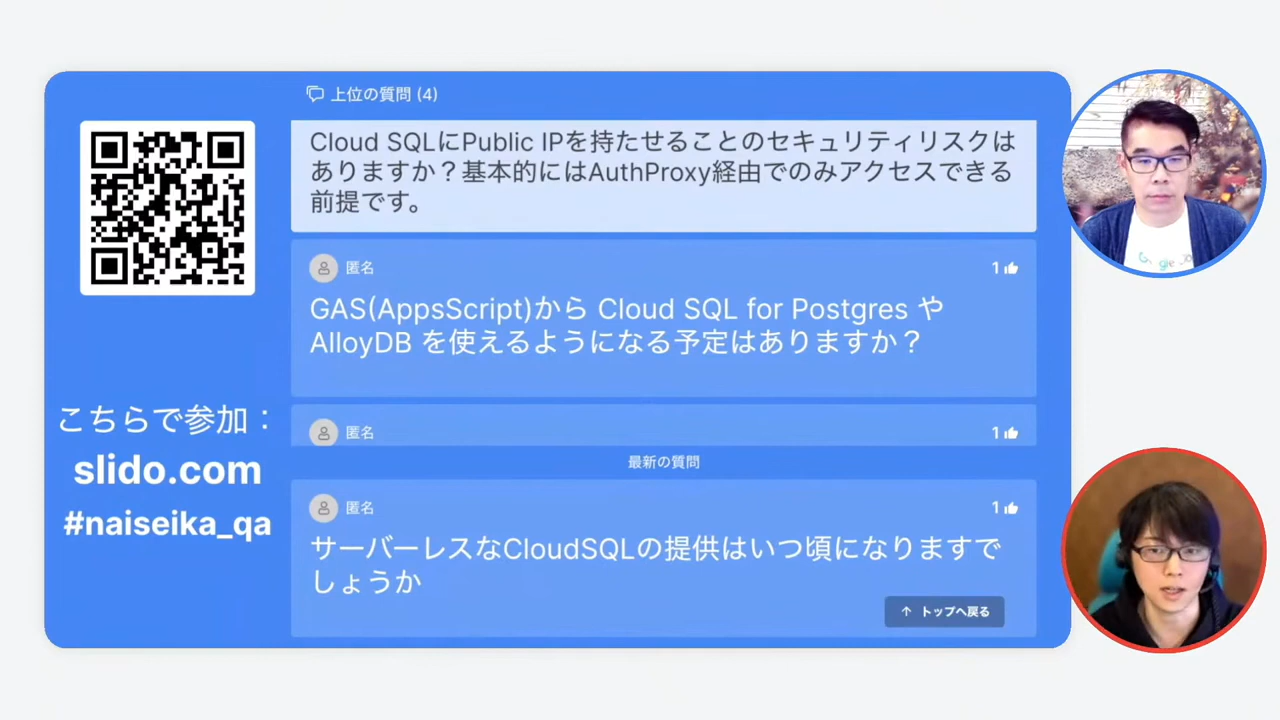 上位の質問 (4)
Cloud SQLにPublic IPを持たせることのセキュリティリスクは
ありますか？基本的にはAuthProxy経由でのみアクセスできる
前提です。
匿名
1
GAS(AppsScript)から Cloud SQL for Postgres や
AlloyDB を使えるようになる予定はありますか？
匿名
1
最新の質問
匿名
1
サーバーレスなCloudSQLの提供はいつ頃になりますで
しょうか
トップへ戻る
こちらで参加：
slido.com
#naiseika_qa